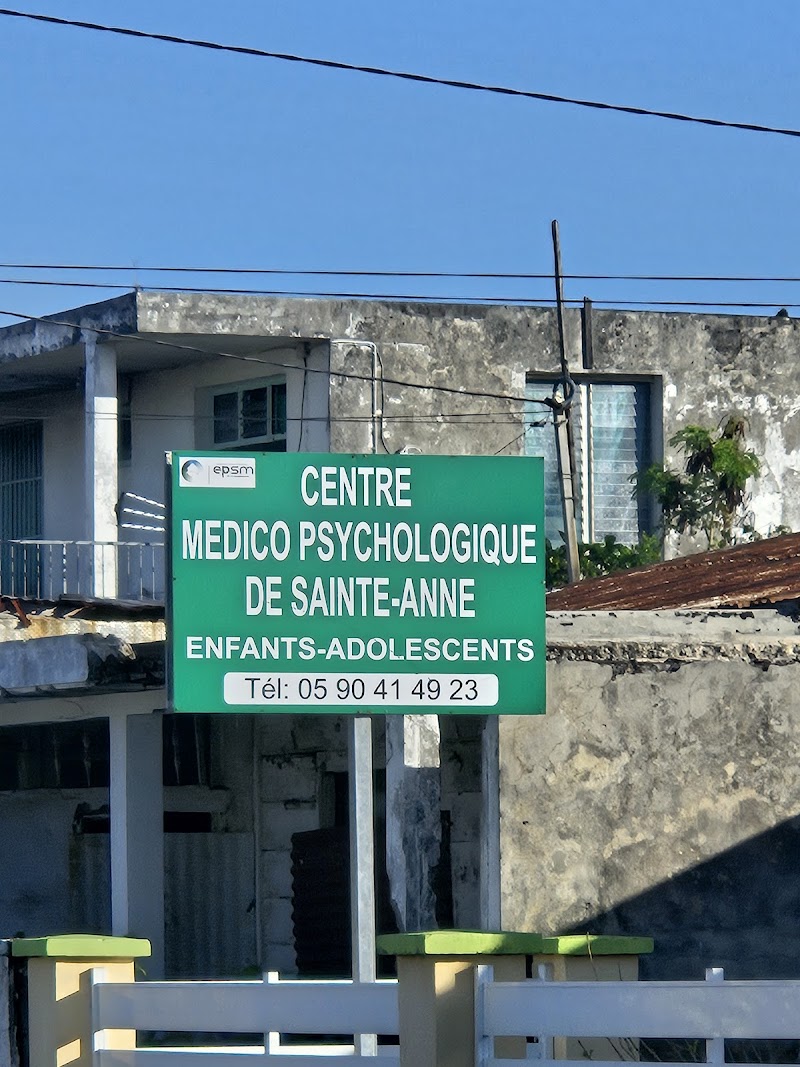 epsm
CENTRE
MEDICO PSYCHOLOGIQUE
DE SAINTE-ANNE
ENFANTS-ADOLESCENTS
Tél: 05 90 41 49 23